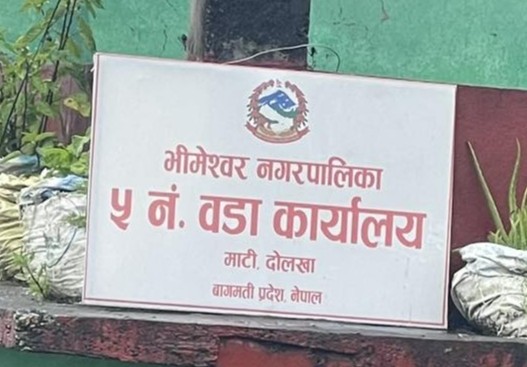 भीमेश्वर नगरपालिका
५ नं. वडा कार्यालय
माटी, दोलखा
बागमती प्रदेश, नेपाल